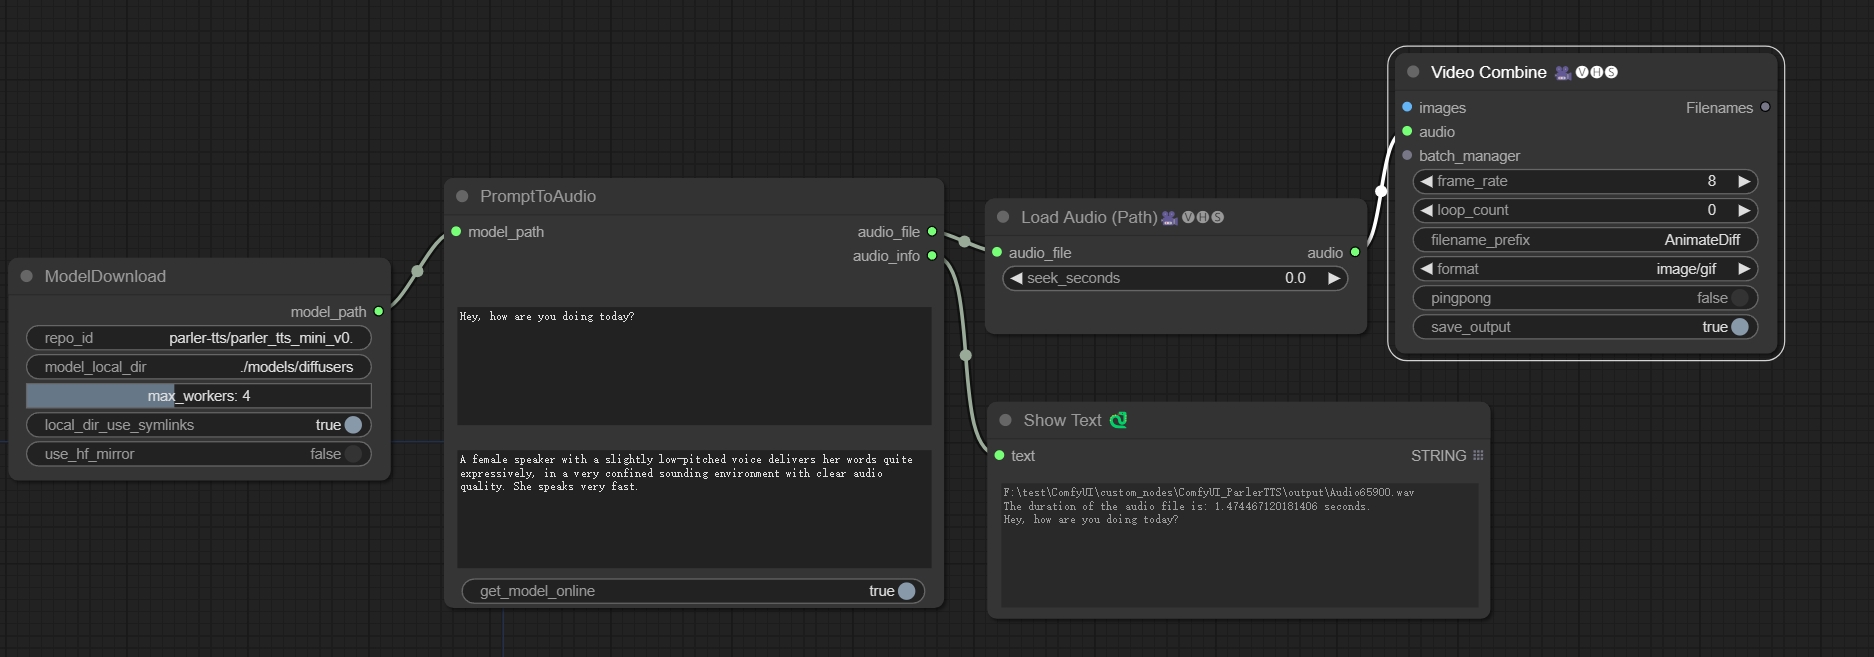 ModelDownload
model_path
repo_id parler-tts/parler_tts_mini_v0.
model_local_dir ./models/diffusers
max_workers: 4
local_dir_use_symlinks true
use_hf_mirror false
PromptToAudio
model_path audio_file
audio_info
Hey, how are you doing today?
A female speaker with a slightly low-pitched voice delivers her words quite
expressively, in a very confined sounding environment with clear audio
quality. She speaks very fast.
get_model_online true
Load Audio (Path) VHS
audio_file audio
seek_seconds 0.0
Show Text
text STRING
F:\test\ComfyUI\custom_nodes\ComfyUI_ParlerTTS\output\Audio65900.wav
The duration of the audio file is: 1.474467120181406 seconds.
Hey, how are you doing today?
Video Combine VHS
images Filenames
audio
batch_manager
frame_rate 8
loop_count 0
filename_prefix AnimateDiff
format image/gif
pingpong false
save_output true